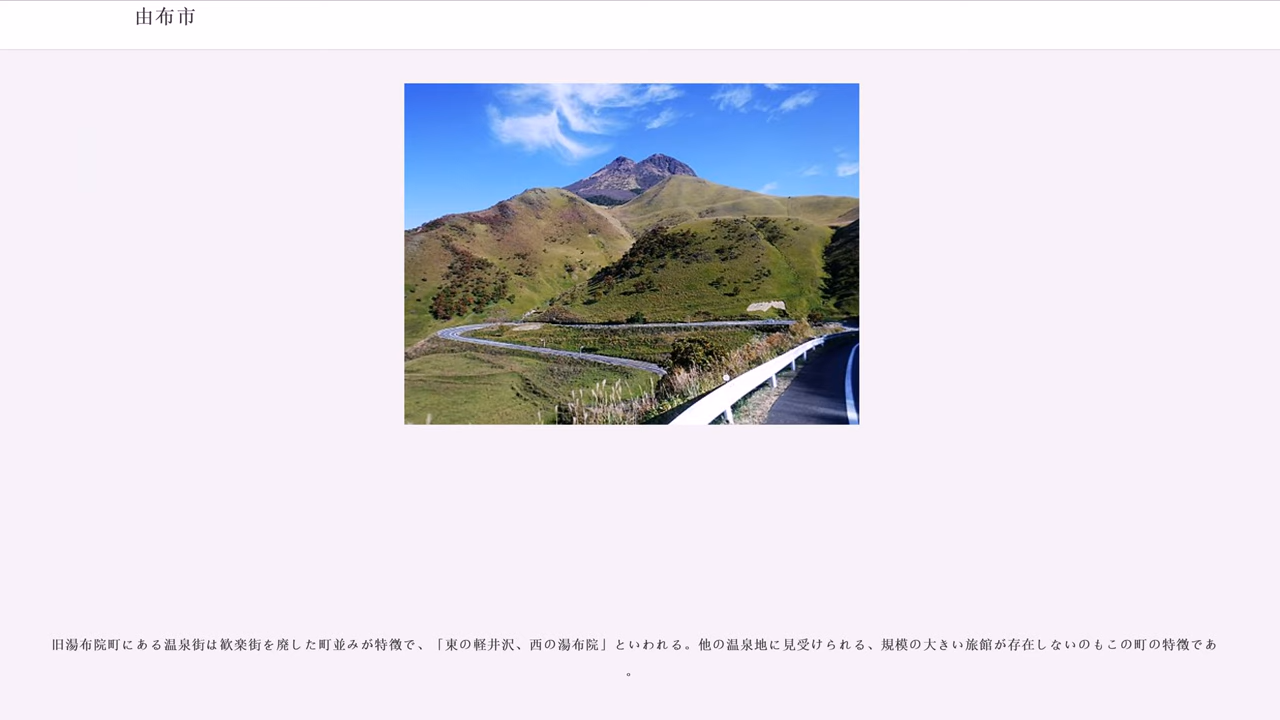 由布市
旧湯布院町にある温泉街は歓楽街を廃した町並みが特徴で、「東の軽井沢、西の湯布院」といわれる。他の温泉地に見受けられる、規模の大きい旅館が存在しないのもこの町の特徴であ
。